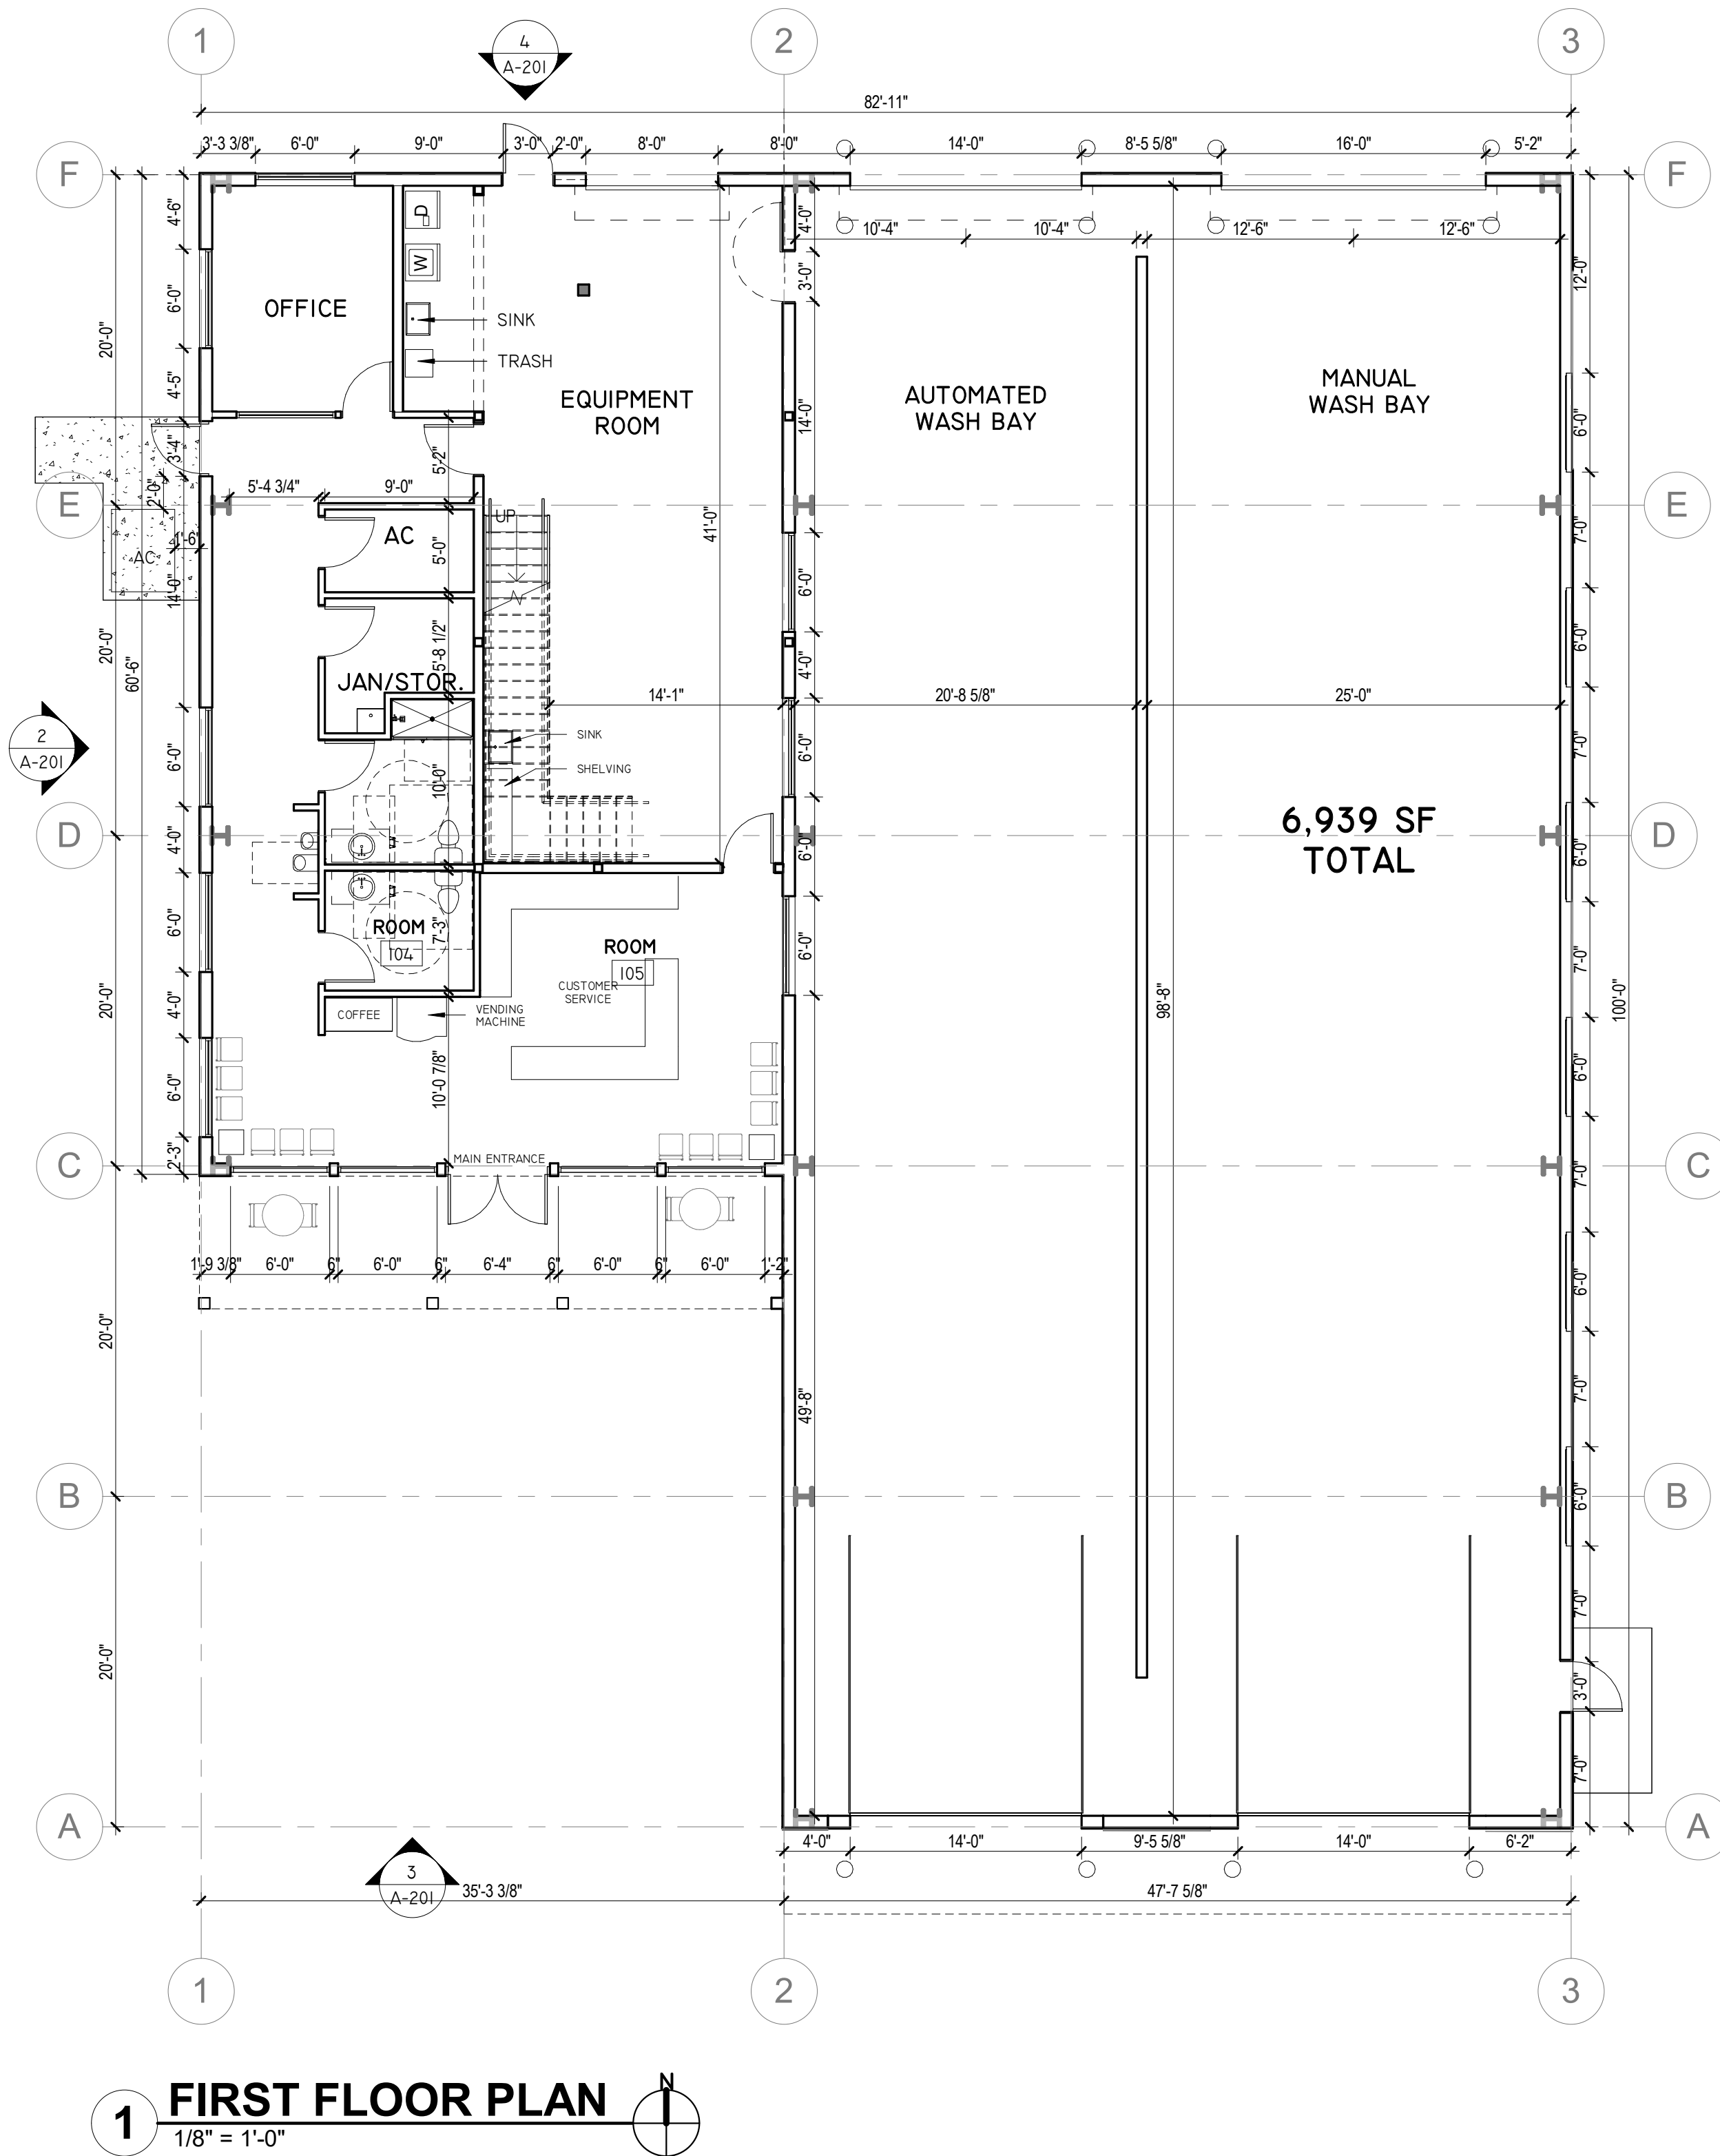 1
2
3
4
A-201
82'-11"
3'-3 3/8"
6'-0"
9'-0"
3'-0"
2'-0"
8'-0"
8'-0"
14'-0"
8'-5 5/8"
16'-0"
5'-2"
F
F
4'-6"
D
4'-0"
10'-4"
10'-4"
12'-6"
12'-6"
W
3'-0"
12'-0"
6'-0"
OFFICE
SINK
20'-0"
TRASH
4'-5"
EQUIPMENT
ROOM
AUTOMATED
WASH BAY
MANUAL
WASH BAY
14'-0"
6'-0"
3'-4"
5'-2"
2'-0"
5'-4 3/4"
9'-0"
E
E
UP
AC
41'-0"
7'-0"
1'-6"
AC
5'-0"
14'-0"
6'-0"
20'-0"
60'-6"
5'-8 1/2"
4'-0"
6'-0"
JAN/STOR.
14'-1"
20'-8 5/8"
25'-0"
2
A-201
SINK
6'-0"
6'-0"
7'-0"
SHELVING
10'-0"
6,939 SF
TOTAL
D
D
4'-0"
6'-0"
6'-0"
ROOM
104
7'-3"
ROOM
105
6'-0"
6'-0"
7'-0"
CUSTOMER
SERVICE
20'-0"
4'-0"
98'-8"
100'-0"
COFFEE
VENDING
MACHINE
6'-0"
10'-0 7/8"
6'-0"
2'-3"
MAIN ENTRANCE
C
C
7'-0"
1'-9 3/8"
6'-0"
6"
6'-0"
6"
6'-4"
6"
6'-0"
6"
6'-0"
1'-2"
6'-0"
20'-0"
49'-8"
7'-0"
B
B
6'-0"
7'-0"
20'-0"
3'-0"
7'-0"
A
A
4'-0"
14'-0"
9'-5 5/8"
14'-0"
6'-2"
3
A-201
35'-3 3/8"
47'-7 5/8"
1
2
3
N
1
FIRST FLOOR PLAN
1/8" = 1'-0"